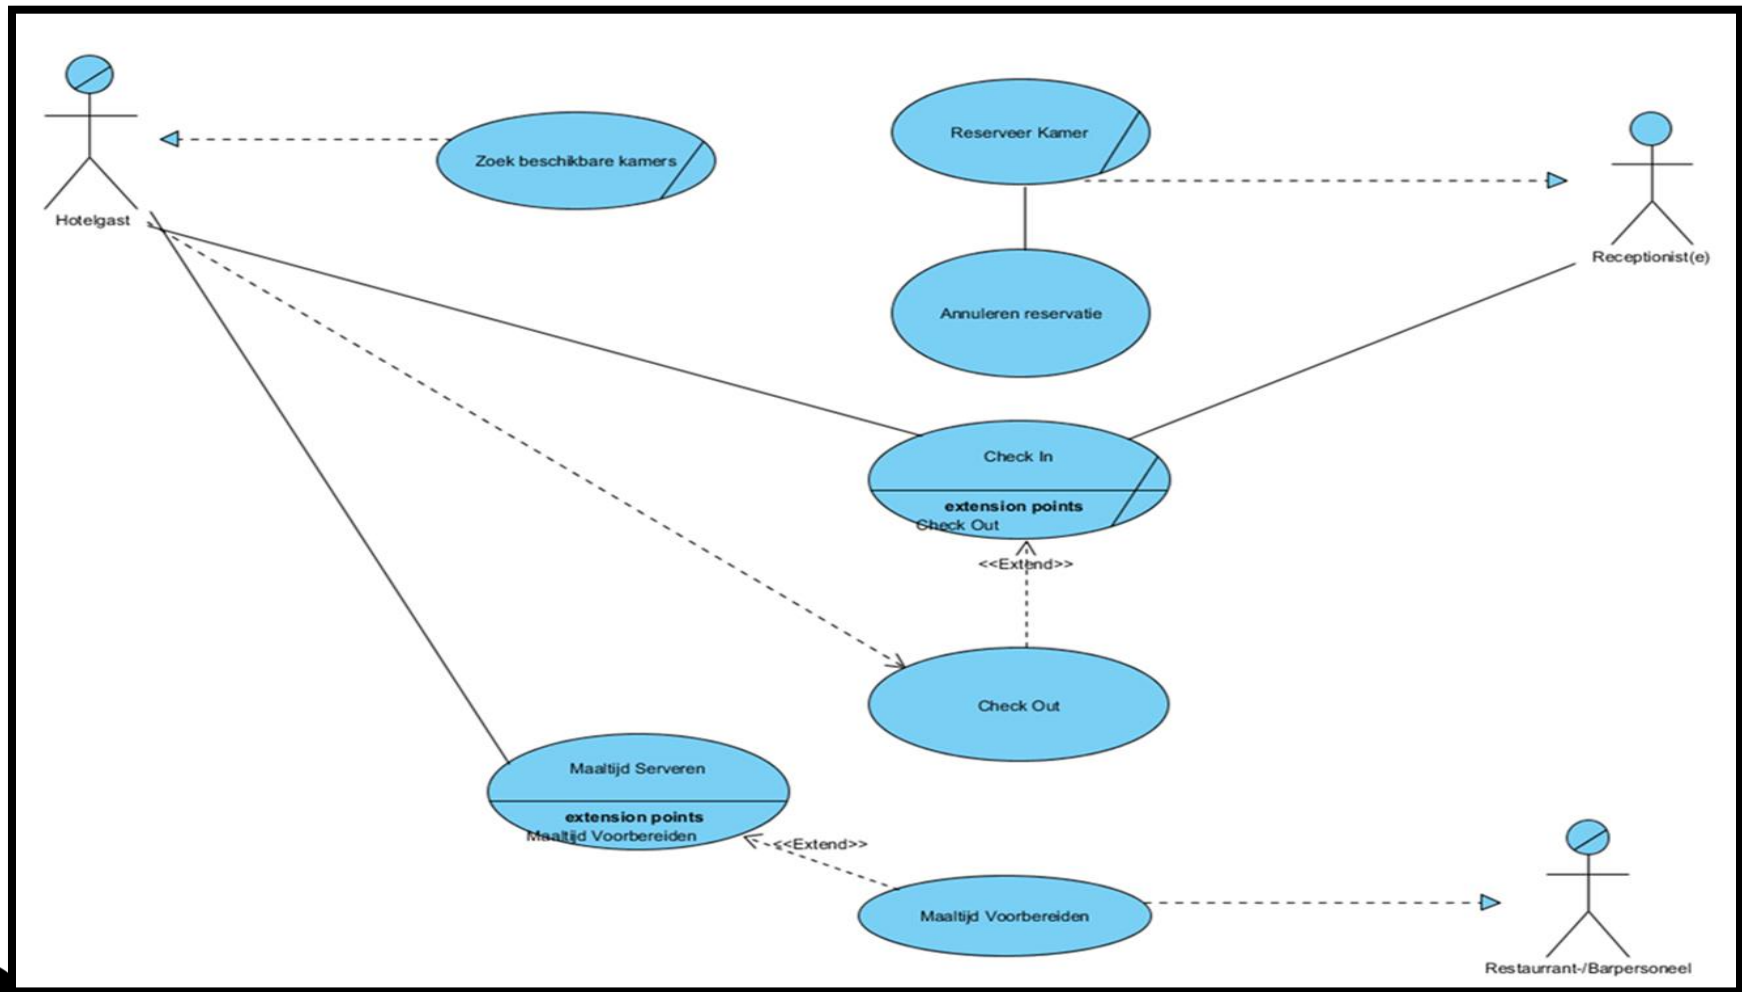 Hotelgast
Zoek beschikbare kamers
Reserveer Kamer
Receptionist(e)
Annuleren reservatie
Check In
extension points
Check Out
<<Extend>>
Check Out
Maaltijd Serveren
extension points
Maaltijd Voorbereiden
<<Extend>>
Maaltijd Voorbereiden
Restaurrant-/Barpersoneel